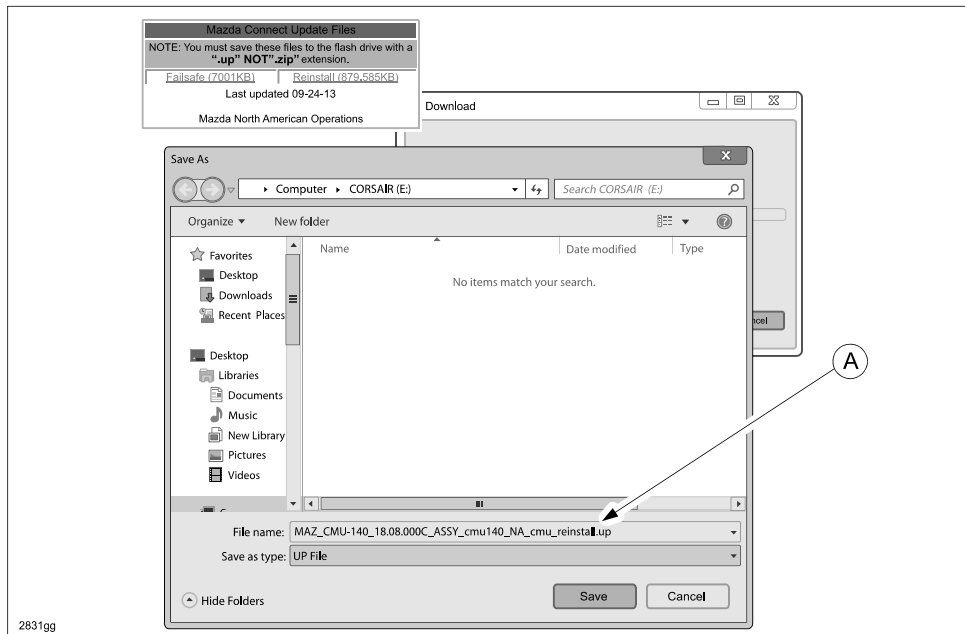 Mazda Connect Update Files
NOTE: You must save these files to the flash drive with a
“.up” NOT”.zip” extension.
Failsafe (7001KB) Reinstall (879,585KB)
Last updated 09-24-13
Mazda North American Operations
Download
Save As
Computer CORSAIR (E:)
Search CORSAIR (E:)
Organize New folder
Name Date modified Type
No items match your search.
Favorites
Desktop
Downloads
Recent Places
Desktop
Libraries
Documents
Music
New Library
Pictures
Videos
ncel
A
File name: MAZ_CMU-140_18.08.000C_ASSY_cmu140_NA_cmu_reinstall.up
Save as type: UP File
Hide Folders
Save Cancel
2831gg